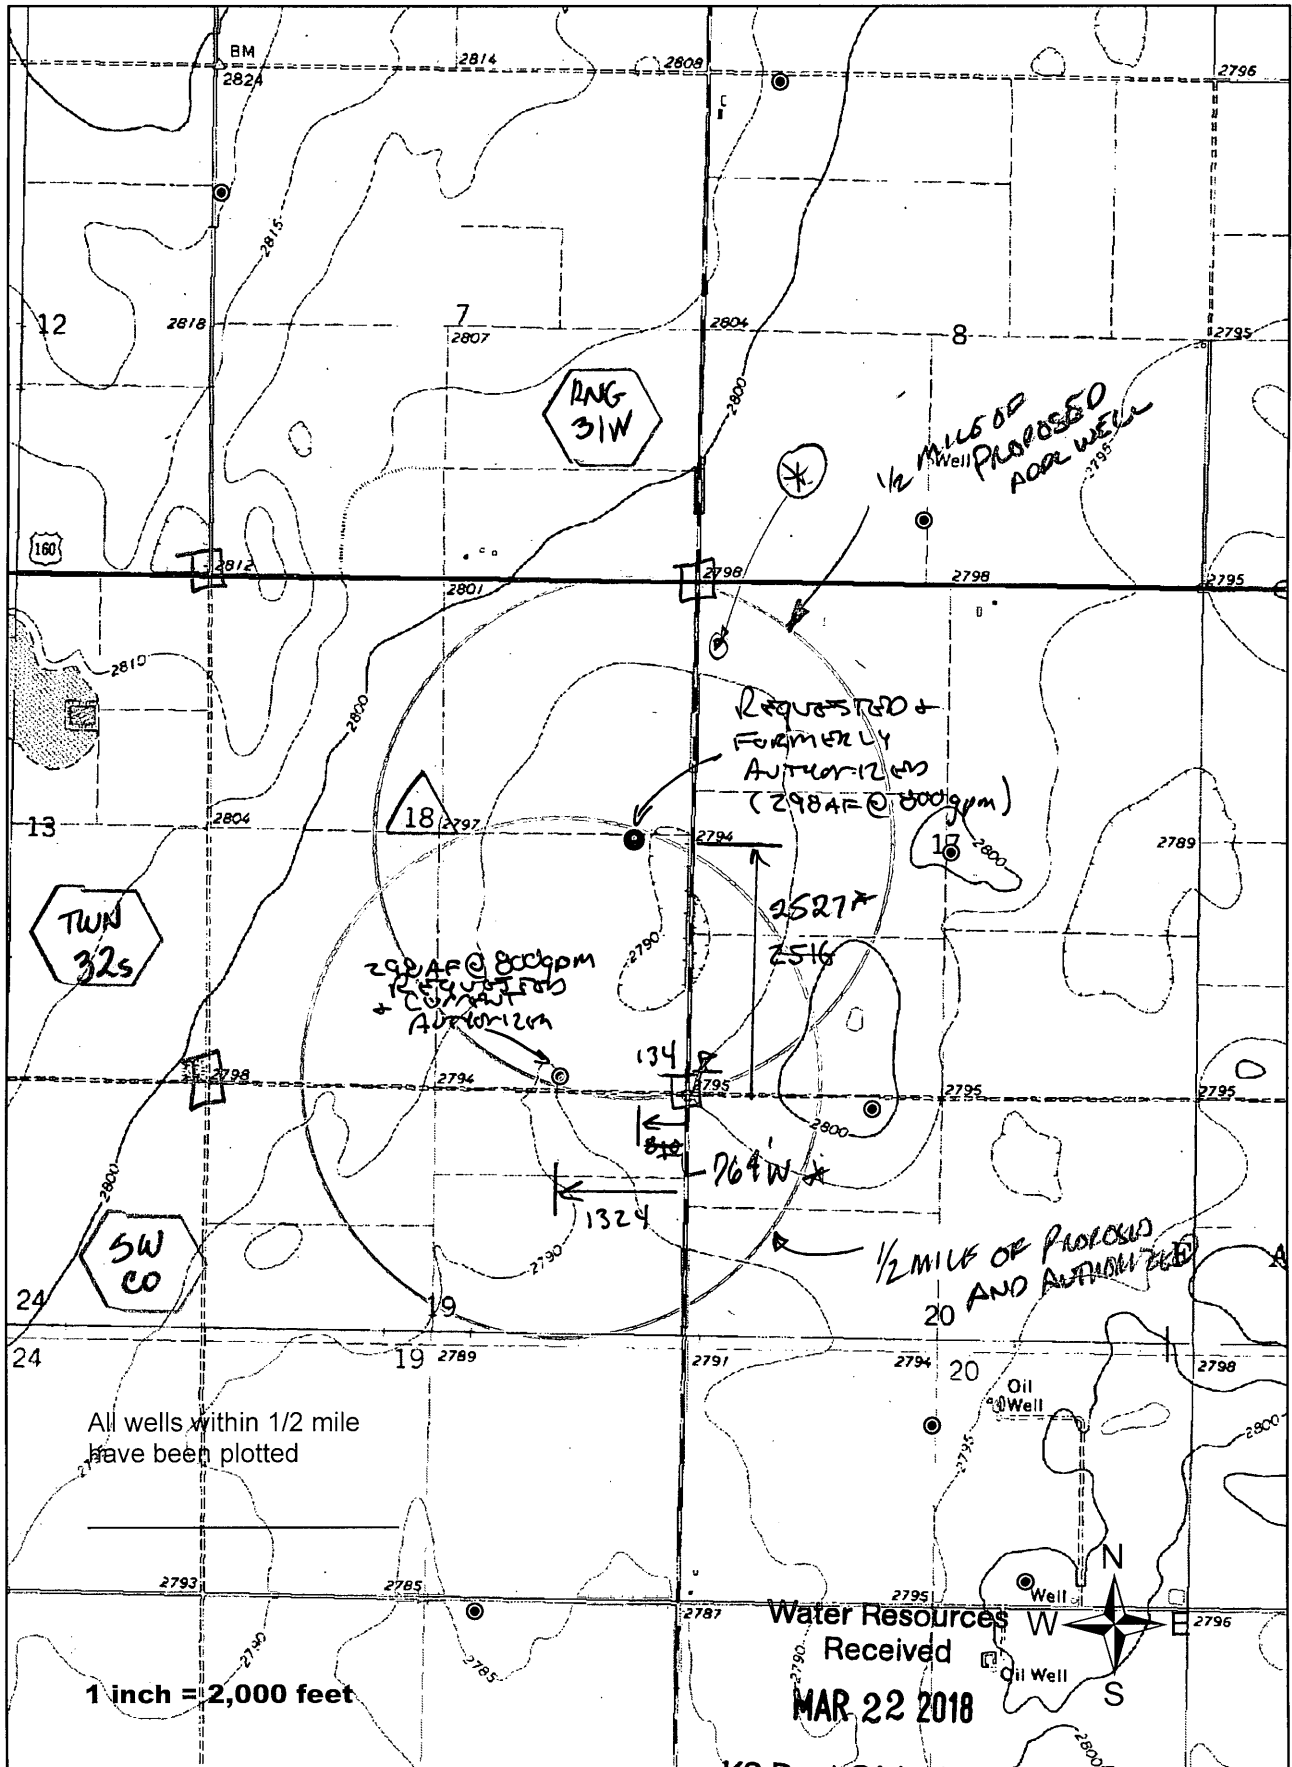 BM
2824
2814
2808
2796
2815
12
2818
7
2807
2804
8
2795
RNG
31W
2800
1/2 MILE OF
PROPOSED
ADDL WELL
Well
2795
160
2812
2801
2798
2798
2795
2810
2800
REQUESTED &
FORMERLY
AUTHORIZED
(298AF @ 800gpm)
13
2804
18
2797
2794
17
2800
2789
TWN
32s
2527
2516
2790
298AF @ 800gpm
REQUESTED
& CURRENT
AUTHORIZED
134
2798
2794
2795
2795
2795
2800
810
764' W
1324
2800
2790
SW
CO
1/2 MILE OF PROPOSED
AND AUTHORIZED
24
19
20
24
19
2789
2791
2794
20
2798
Oil
Well
All wells within 1/2 mile
have been plotted
2795
2800
2793
2785
2787
2795
Well
2796
N
W
E
S
Water Resources
Received
MAR 22 2018
Oil Well
2790
2785
2790
1 inch = 2,000 feet
2800